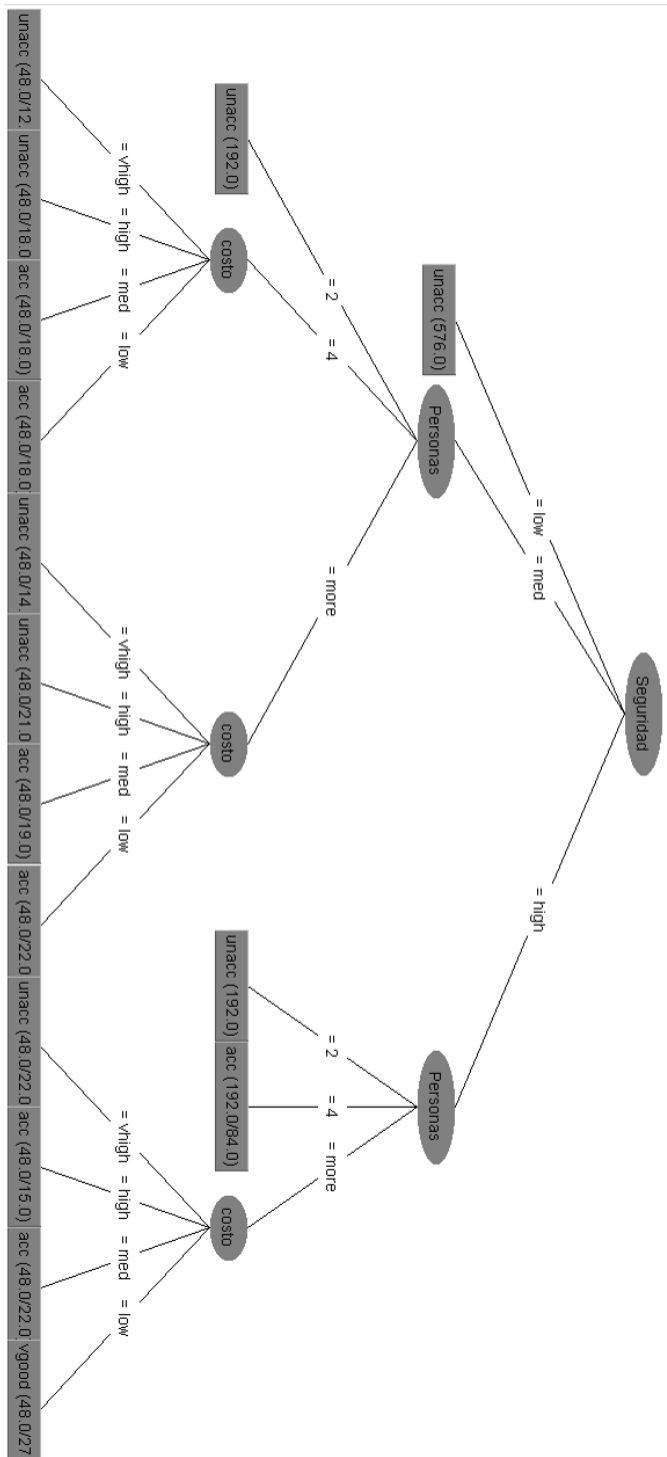 Seguridad
= low
= med
= high
unacc (576.0)
Personas
Personas
= 2
= 4
= more
= 2
= 4
= more
unacc (192.0)
costo
costo
unacc (192.0)
acc (192.0/84.0)
costo
= vhigh
= high
= med
= low
= vhigh
= high
= med
= low
= vhigh
= high
= med
= low
unacc (48.0/12.
unacc (48.0/18.0
acc (48.0/18.0)
acc (48.0/18.0
unacc (48.0/14.
unacc (48.0/21.0
acc (48.0/19.0)
acc (48.0/22.0
unacc (48.0/22.0
acc (48.0/15.0)
acc (48.0/22.0
vgood (48.0/27